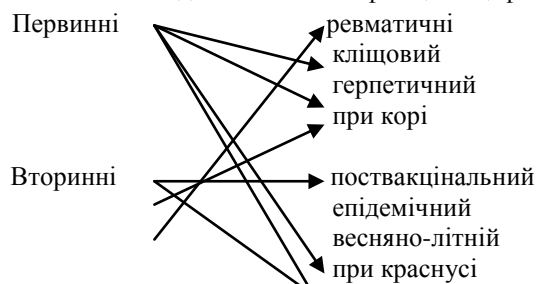 Первинні
ревматичні
кліщовий
герпетичний
при корі
Вторинні
поствакцінальний
епідемічний
весняно-літній
при краснусі